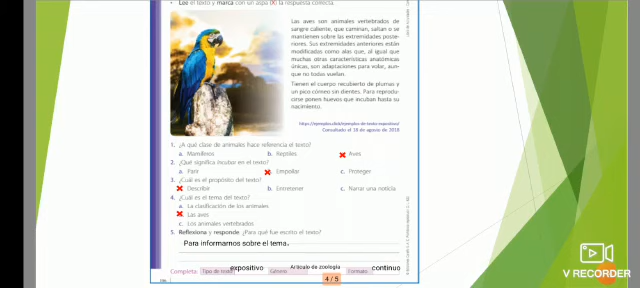 Lee el texto y marca con un aspa (X) la respuesta correcta.
Las aves son animales vertebrados de
sangre caliente, que caminan, saltan o se
mantienen sobre las extremidades poste-
riores. Sus extremidades anteriores están
modificadas como alas que, al igual que
muchas otras características anatómicas
únicas, son adaptaciones para volar, aun-
que no todas vuelan.
Tienen el cuerpo recubierto de plumas y
un pico córneo sin dientes. Para reprodu-
cirse ponen huevos que incuban hasta su
nacimiento.
https://ejemplos.club/ejemplos-de-texto-expositivo/
Consultado el 18 de agosto de 2018
1. ¿A qué clase de animales hace referencia el texto?
a. Mamíferos b. Reptiles X Aves
2. ¿Qué significa incubar en el texto?
a. Parir X Empollar c. Proteger
3. ¿Cuál es el propósito del texto?
X Describir b. Entretener c. Narrar una noticia
4. ¿Cuál es el tema del texto?
a. La clasificación de los animales
X Las aves
c. Los animales vertebrados
5. Reflexiona y responde. ¿Para qué fue escrito el texto?
Para informarnos sobre el tema.
Completa. Tipo de texto expositivo Género Artículo de zoología Formato continuo
4 / 5
V RECORDER